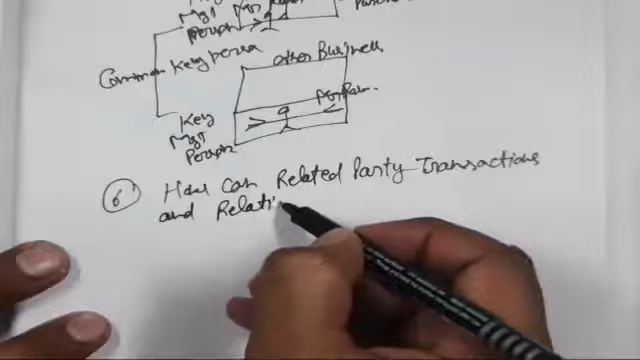 Mgt
Person
Common Key person
other Business
Key
Mgt
Person
6 How Can Related Party Transactions
and Relati